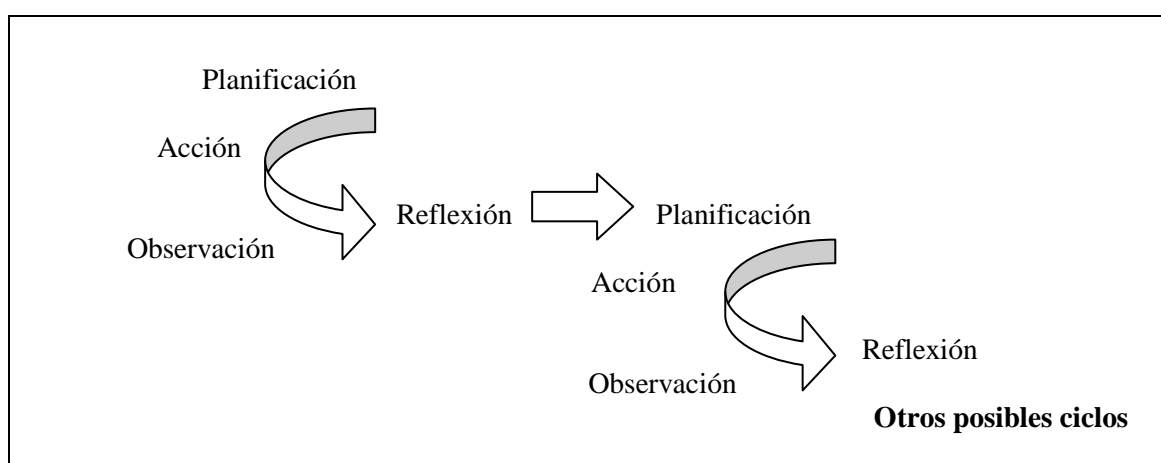 Planificación
Acción
Observación
Reflexión
Planificación
Acción
Observación
Reflexión
Otros posibles ciclos